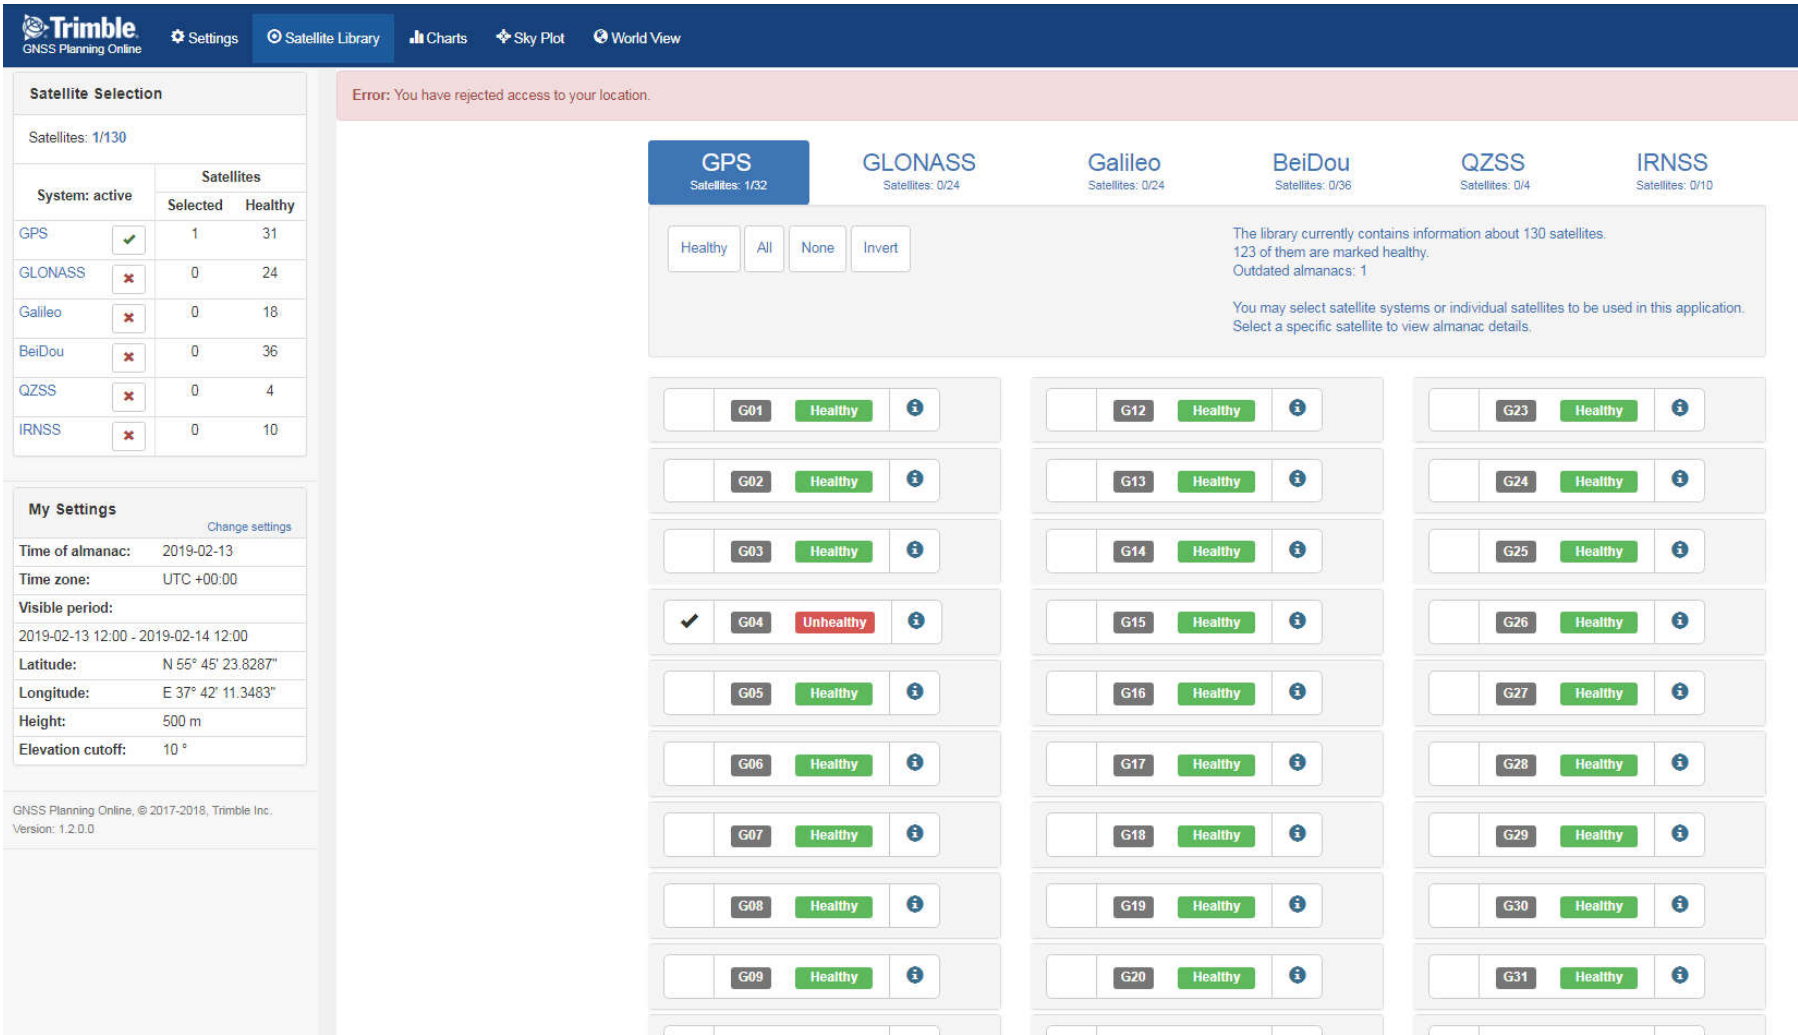 Trimble.
GNSS Planning Online
Settings
Satellite Library
Charts
Sky Plot
World View
Satellite Selection
Satellites: 1/130
System: active
Satellites
Selected Healthy
GPS 1 31
GLONASS 0 24
Galileo 0 18
BeiDou 0 36
QZSS 0 4
IRNSS 0 10
My Settings
Change settings
Time of almanac: 2019-02-13
Time zone: UTC +00:00
Visible period:
2019-02-13 12:00 - 2019-02-14 12:00
Latitude: N 55° 45' 23.8287"
Longitude: E 37° 42' 11.3483"
Height: 500 m
Elevation cutoff: 10 °
GNSS Planning Online, © 2017-2018, Trimble Inc.
Version: 1.2.0.0
Error: You have rejected access to your location.
GPS
Satellites: 1/32
GLONASS
Satellites: 0/24
Galileo
Satellites: 0/24
BeiDou
Satellites: 0/36
QZSS
Satellites: 0/4
IRNSS
Satellites: 0/10
Healthy All None Invert
The library currently contains information about 130 satellites.
123 of them are marked healthy.
Outdated almanacs: 1
You may select satellite systems or individual satellites to be used in this application.
Select a specific satellite to view almanac details.
G01 Healthy G12 Healthy G23 Healthy
G02 Healthy G13 Healthy G24 Healthy
G03 Healthy G14 Healthy G25 Healthy
G04 Unhealthy G15 Healthy G26 Healthy
G05 Healthy G16 Healthy G27 Healthy
G06 Healthy G17 Healthy G28 Healthy
G07 Healthy G18 Healthy G29 Healthy
G08 Healthy G19 Healthy G30 Healthy
G09 Healthy G20 Healthy G31 Healthy